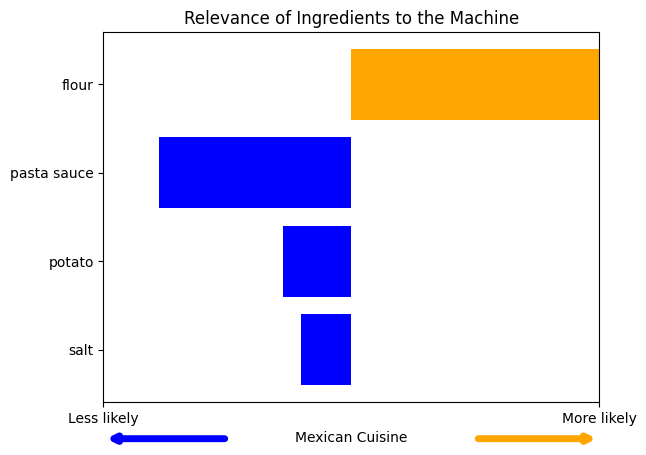 Relevance of Ingredients to the Machine
flour
pasta sauce
potato
salt
Less likely
More likely
Mexican Cuisine